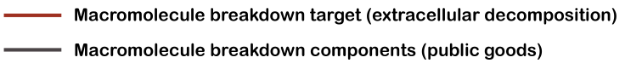 Macromolecule breakdown target (extracellular decomposition)
Macromolecule breakdown components (public goods)